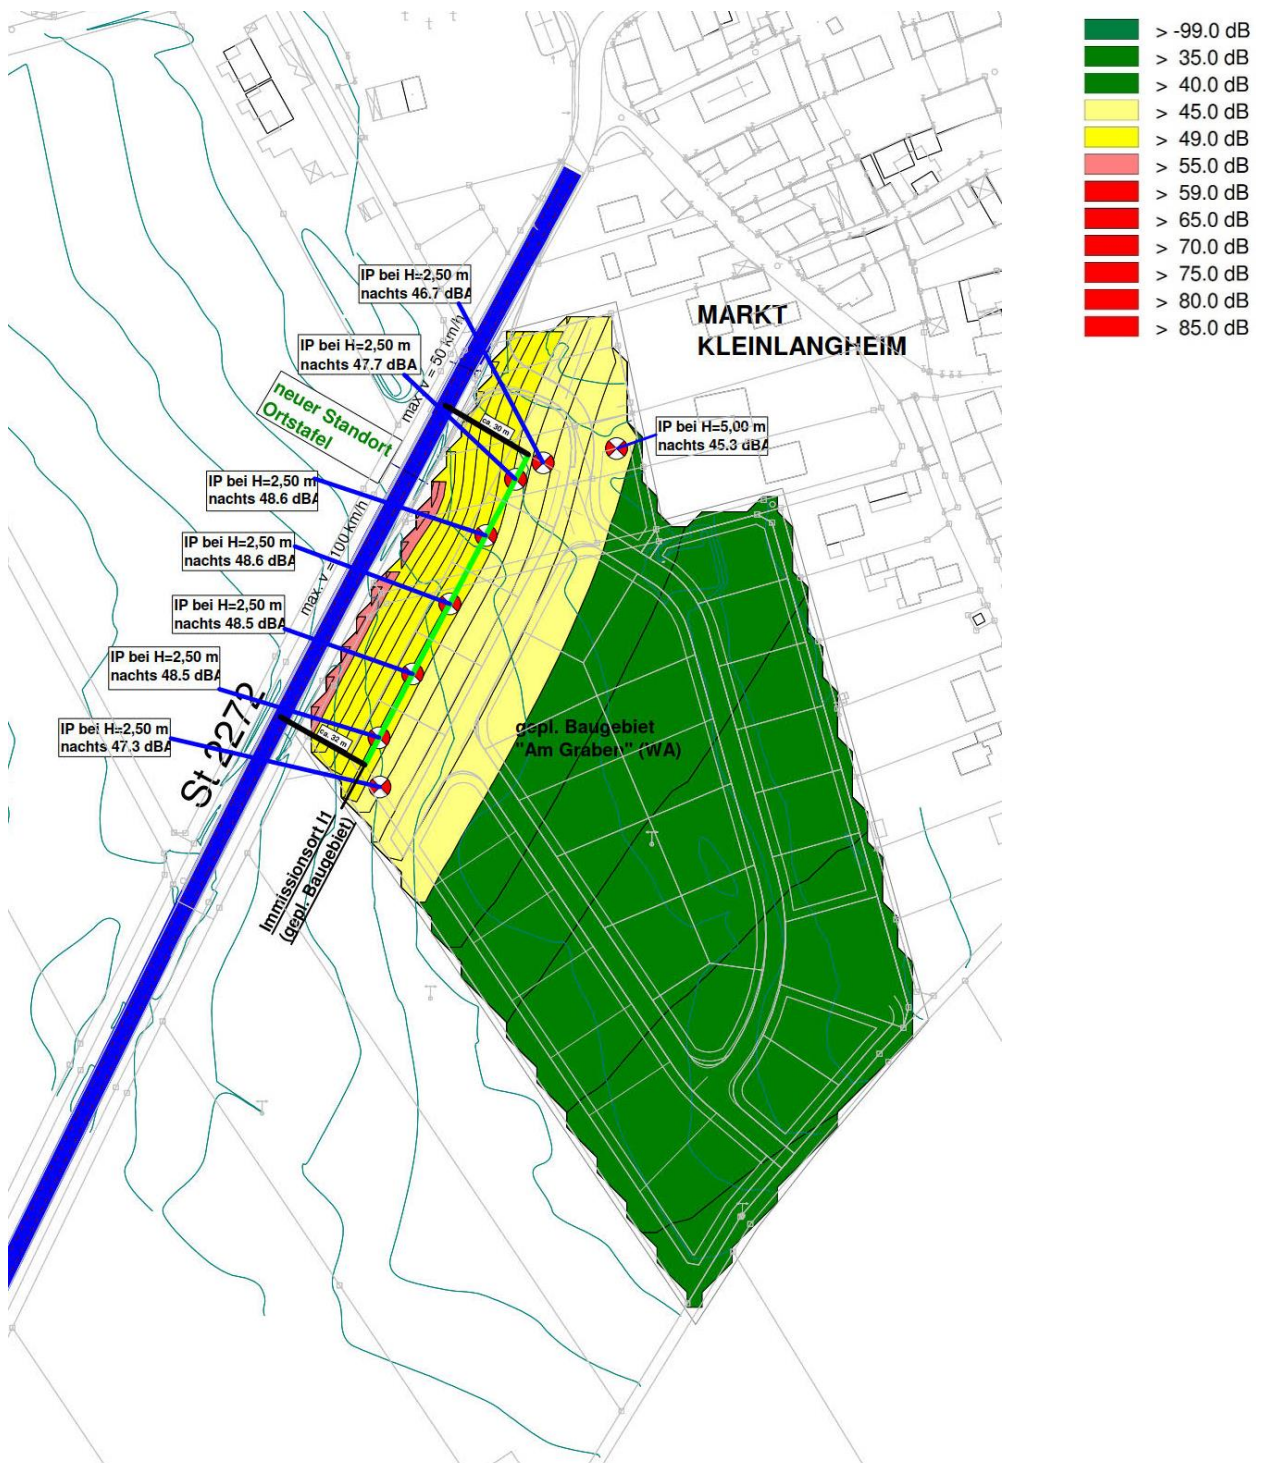 > -99.0 dB
> 35.0 dB
> 40.0 dB
> 45.0 dB
> 49.0 dB
> 55.0 dB
> 59.0 dB
> 65.0 dB
> 70.0 dB
> 75.0 dB
> 80.0 dB
> 85.0 dB
IP bei H=2,50 m
nachts 46.7 dBA
MARKT
KLEINLANGHEIM
IP bei H=2,50 m
nachts 47.7 dBA
max. v = 50 km/h
neuer Standort
Ortstafel
ca. 30 m
IP bei H=5,00 m
nachts 45.3 dBA
IP bei H=2,50 m
nachts 48.6 dBA
max. v = 100 km/h
IP bei H=2,50 m
nachts 48.6 dBA
IP bei H=2,50 m
nachts 48.5 dBA
IP bei H=2,50 m
nachts 48.5 dBA
St 2272
IP bei H=2,50 m
nachts 47.3 dBA
ca. 32 m
gepl. Baugebiet
"Am Graben" (WA)
Immissionsort I1
(gepl. Baugebiet)